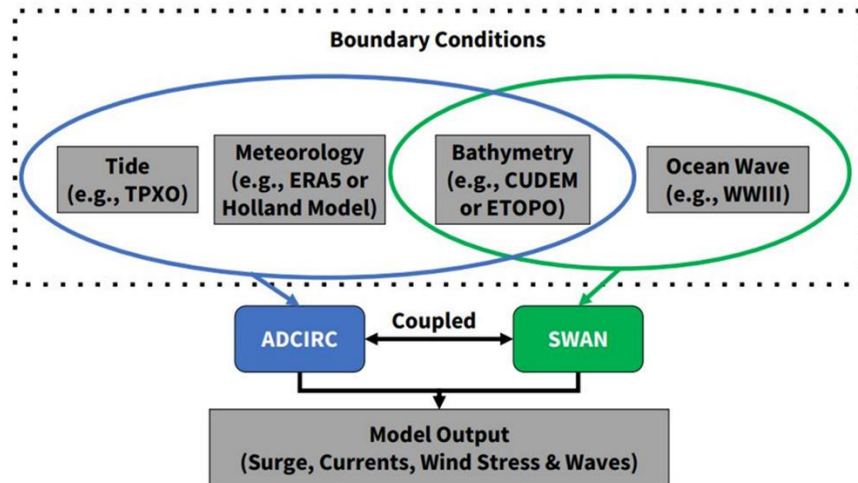 Boundary Conditions
Tide
(e.g., TPXO)
Meteorology
(e.g., ERA5 or
Holland Model)
Bathymetry
(e.g., CUDEM
or ETOPO)
Ocean Wave
(e.g., WWIII)
ADCIRC
Coupled
SWAN
Model Output
(Surge, Currents, Wind Stress & Waves)